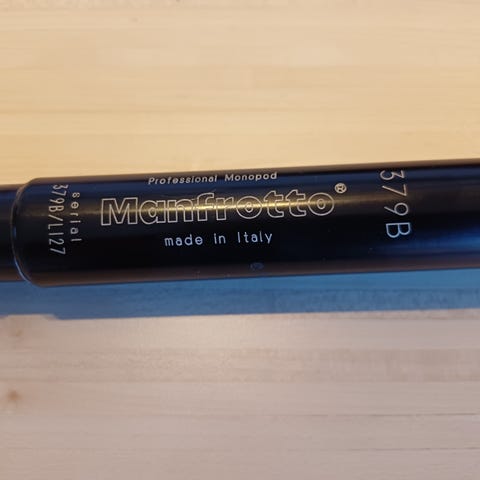 Professional Monopod
Manfrotto®
made in Italy
serial
379B/L127
379B